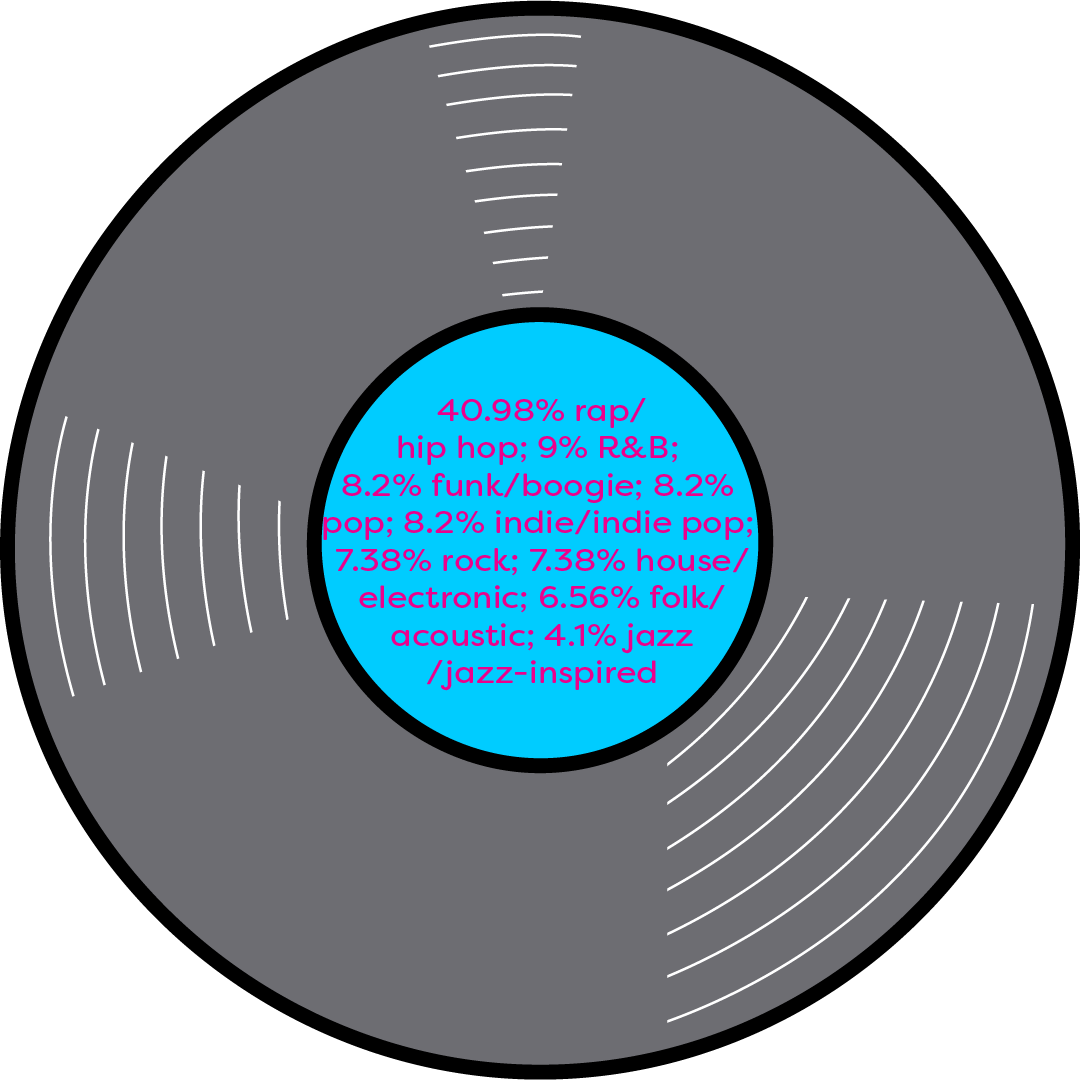 40.98% rap/
hip hop; 9% R&B;
8.2% funk/boogie; 8.2%
pop; 8.2% indie/indie pop;
7.38% rock; 7.38% house/
electronic; 6.56% folk/
acoustic; 4.1% jazz
/jazz-inspired